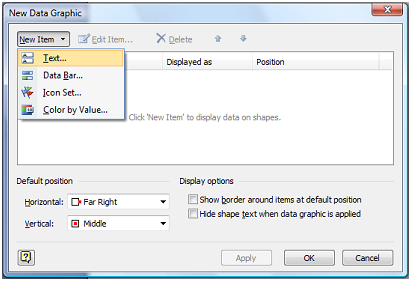 New Data Graphic
New Item Edit Item... Delete
Displayed as Position
Text...
Data Bar...
Icon Set...
Color by Value...
Click 'New Item' to display data on shapes.
Default position Display options
Horizontal: Far Right Show border around items at default position
Vertical: Middle Hide shape text when data graphic is applied
Apply OK Cancel